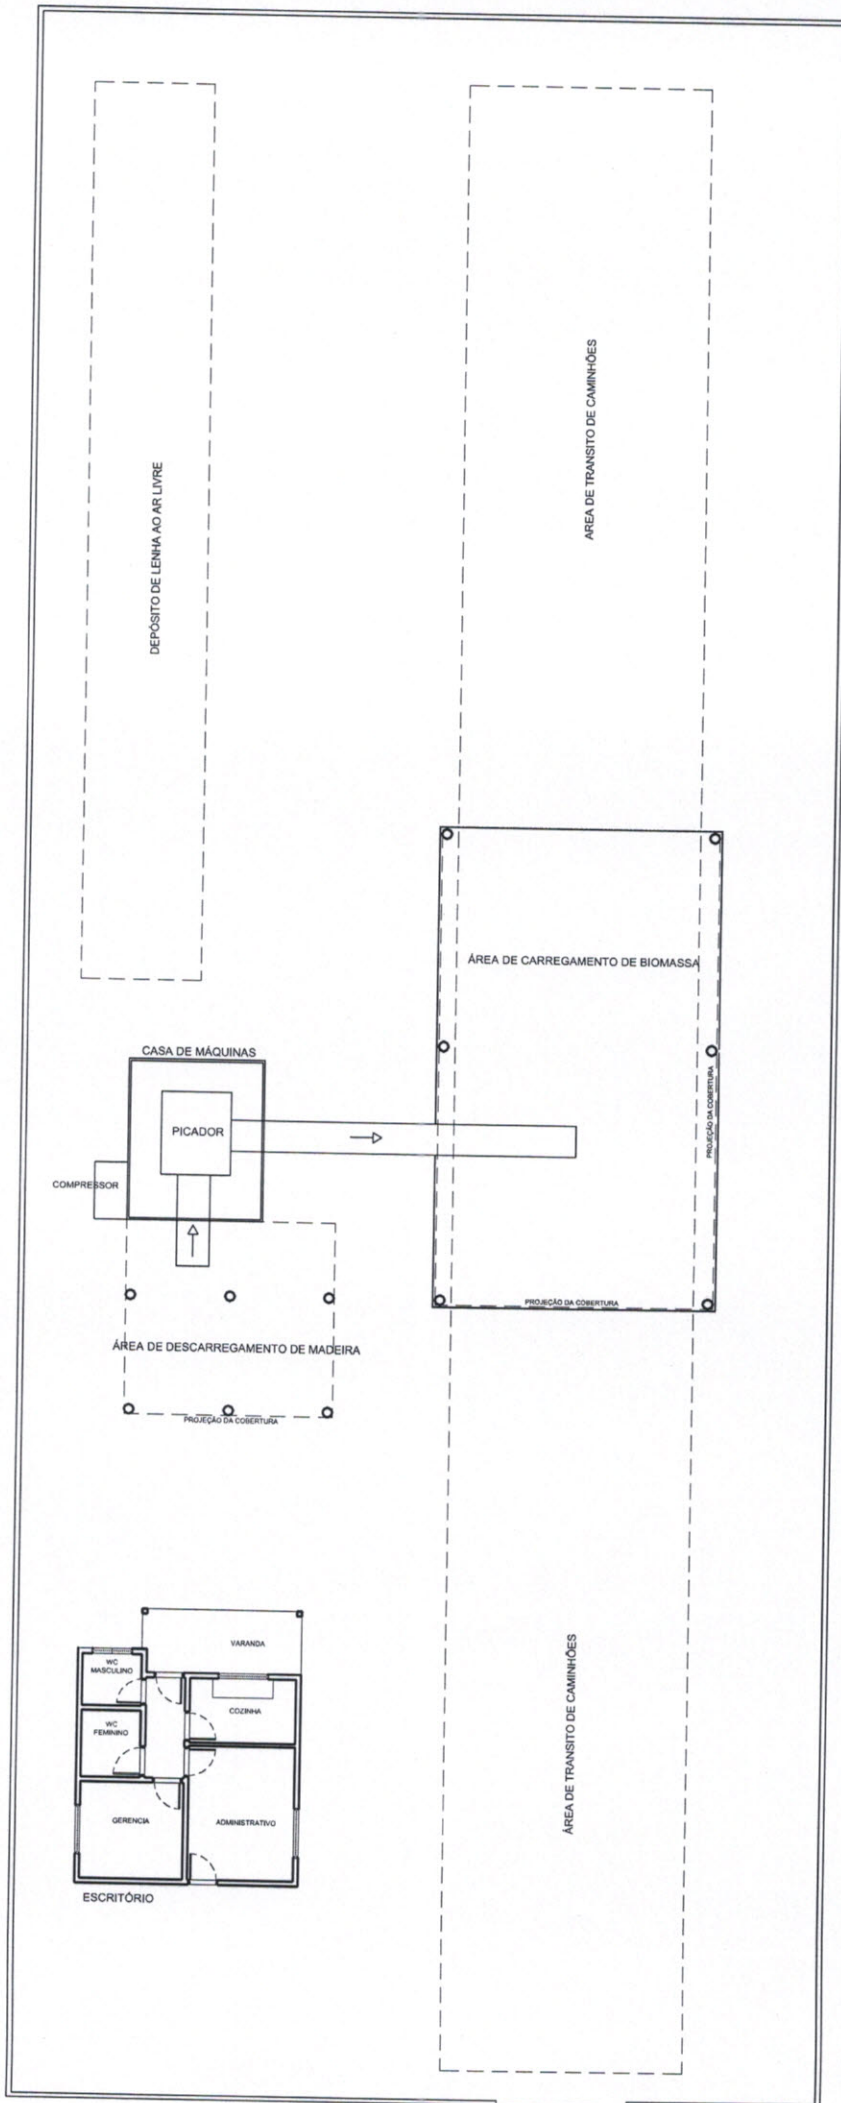 DEPÓSITO DE LENHA AO AR LIVRE
AREA DE TRANSITO DE CAMINHÕES
ÁREA DE CARREGAMENTO DE BIOMASSA
CASA DE MÁQUINAS
PICADOR
COMPRESSOR
PROJEÇÃO DA COBERTURA
PROJEÇÃO DA COBERTURA
ÁREA DE DESCARREGAMENTO DE MADEIRA
PROJEÇÃO DA COBERTURA
VARANDA
WC
MASCULINO
COZINHA
WC
FEMININO
GERENCIA
ADMINISTRATIVO
ESCRITÓRIO
ÁREA DE TRANSITO DE CAMINHÕES